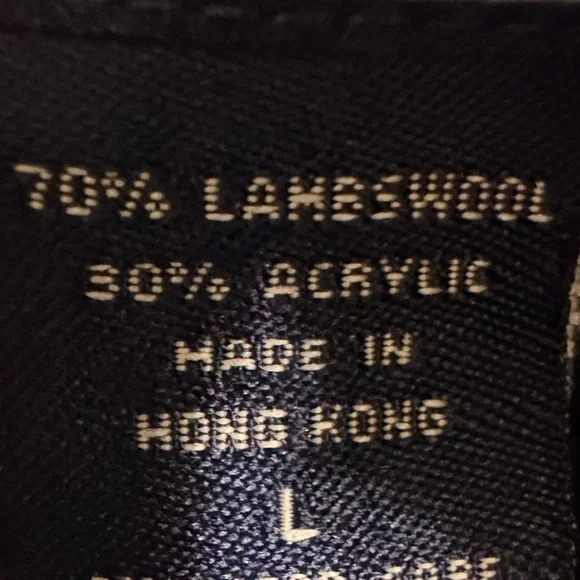 70% LAMBSWOOL
30% ACRYLIC
MADE IN
HONG KONG
L